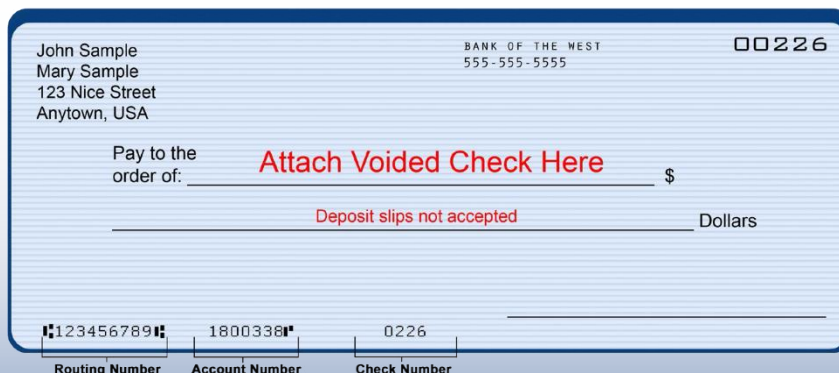 John Sample
Mary Sample
123 Nice Street
Anytown, USA
BANK OF THE WEST
555-555-5555
00226
Pay to the
order of: Attach Voided Check Here $
Deposit slips not accepted Dollars
⑆123456789⑆ 1800338⑈ 0226
Routing Number Account Number Check Number